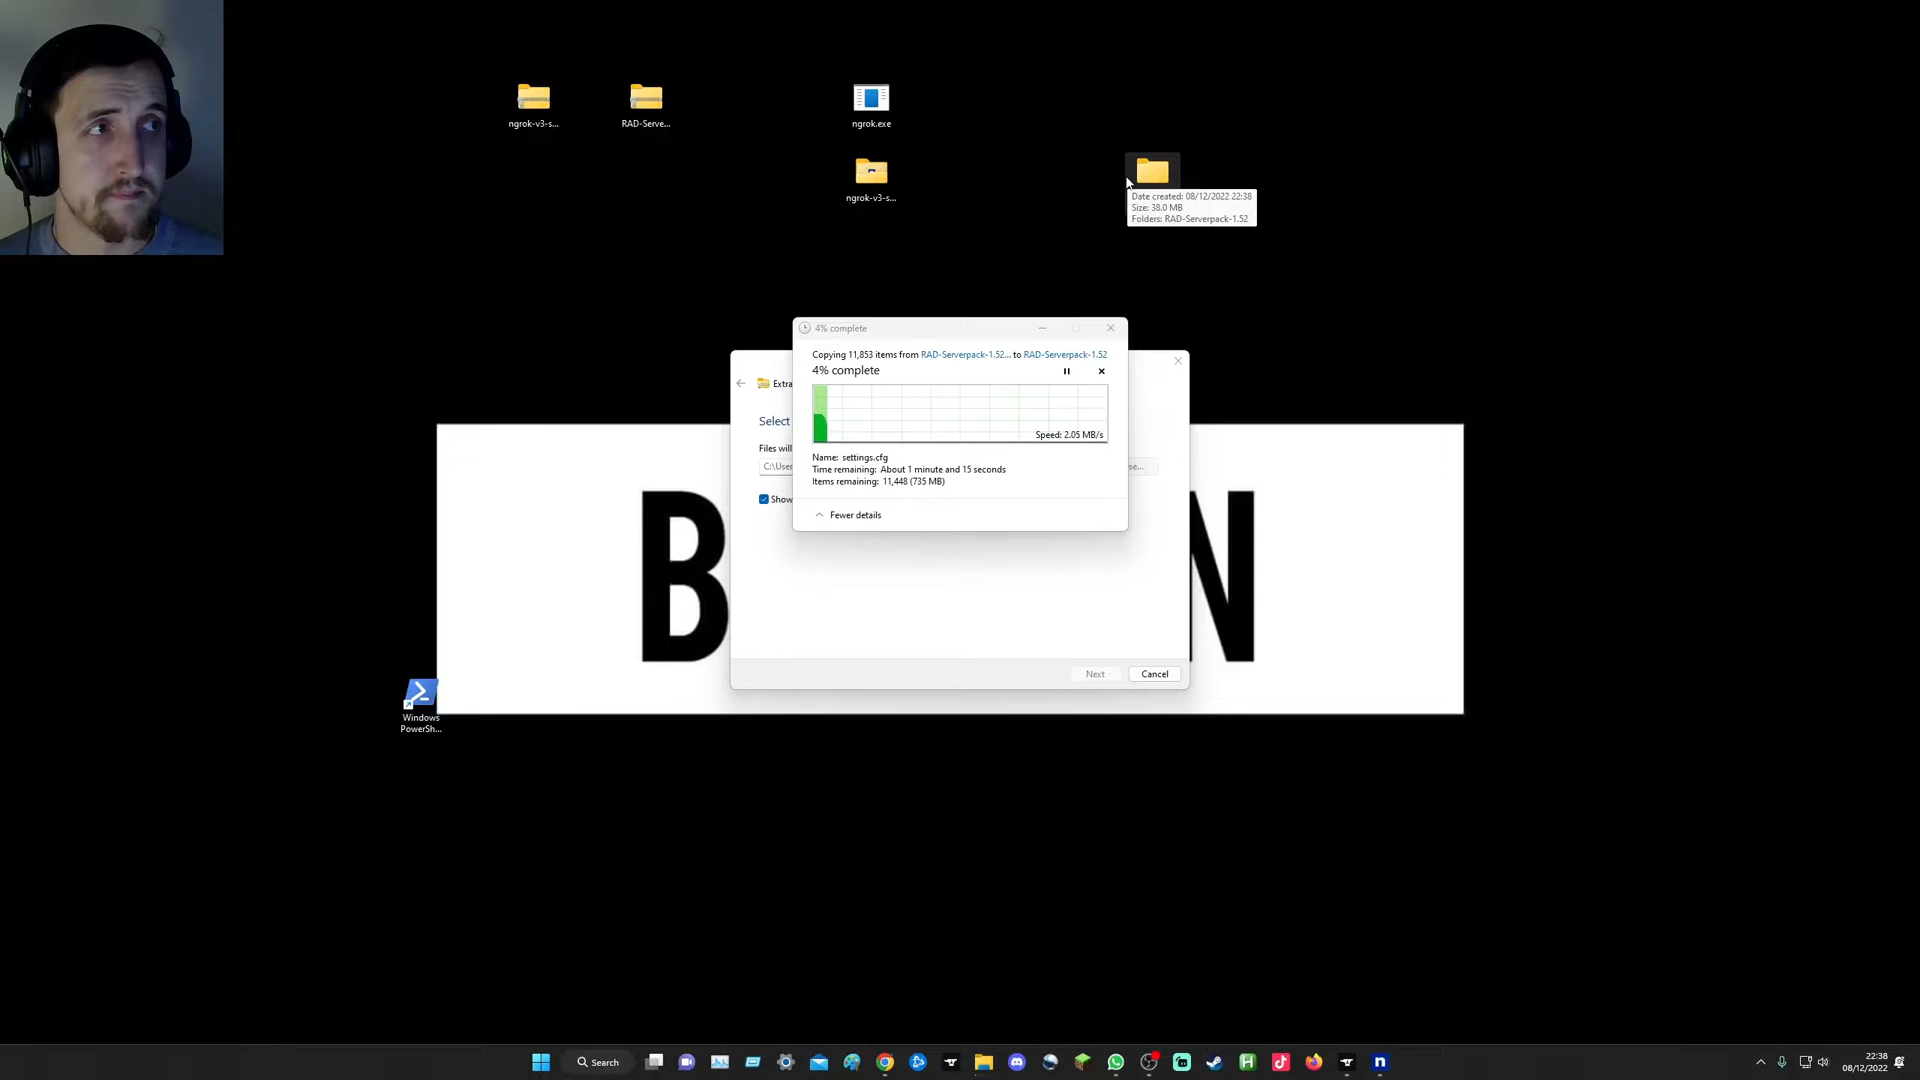 ngrok-v3-s...
RAD-Serve...
ngrok.exe
ngrok-v3-s...
Date created: 08/12/2022 22:38
Size: 38.0 MB
Folders: RAD-Serverpack-1.52
4% complete
Copying 11,853 items from RAD-Serverpack-1.52... to RAD-Serverpack-1.52
4% complete
Speed: 2.05 MB/s
Name: settings.cfg
Time remaining: About 1 minute and 15 seconds
Items remaining: 11,448 (735 MB)
Fewer details
Extra
Select
Files will
C:\User
se...
Show
Next
Cancel
B
N
Windows
PowerSh...
Search
22:38
08/12/2022